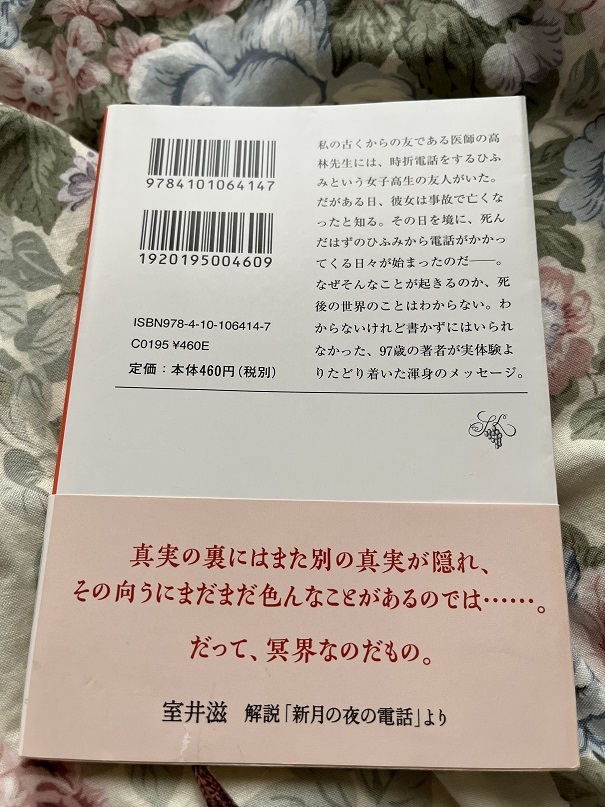 9784101064147
1920195004609
ISBN978-4-10-106414-7
C0195 ¥460E
定価：本体460円（税別）
私の古くからの友である医師の高
林先生には、時折電話をするひふ
みという女子高生の友人がいた。
だがある日、彼女は事故で亡くな
ったと知る。その日を境に、死ん
だはずのひふみから電話がかかっ
てくる日々が始まったのだ――。
なぜそんなことが起きるのか、死
後の世界のことはわからない。わ
からないけれど書かずにはいられ
なかった、97歳の著者が実体験よ
りたどり着いた渾身のメッセージ。
真実の裏にはまた別の真実が隠れ、
その向うにまだまだ色んなことがあるのでは……。
だって、冥界なのだもの。
室井滋 解説「新月の夜の電話」より